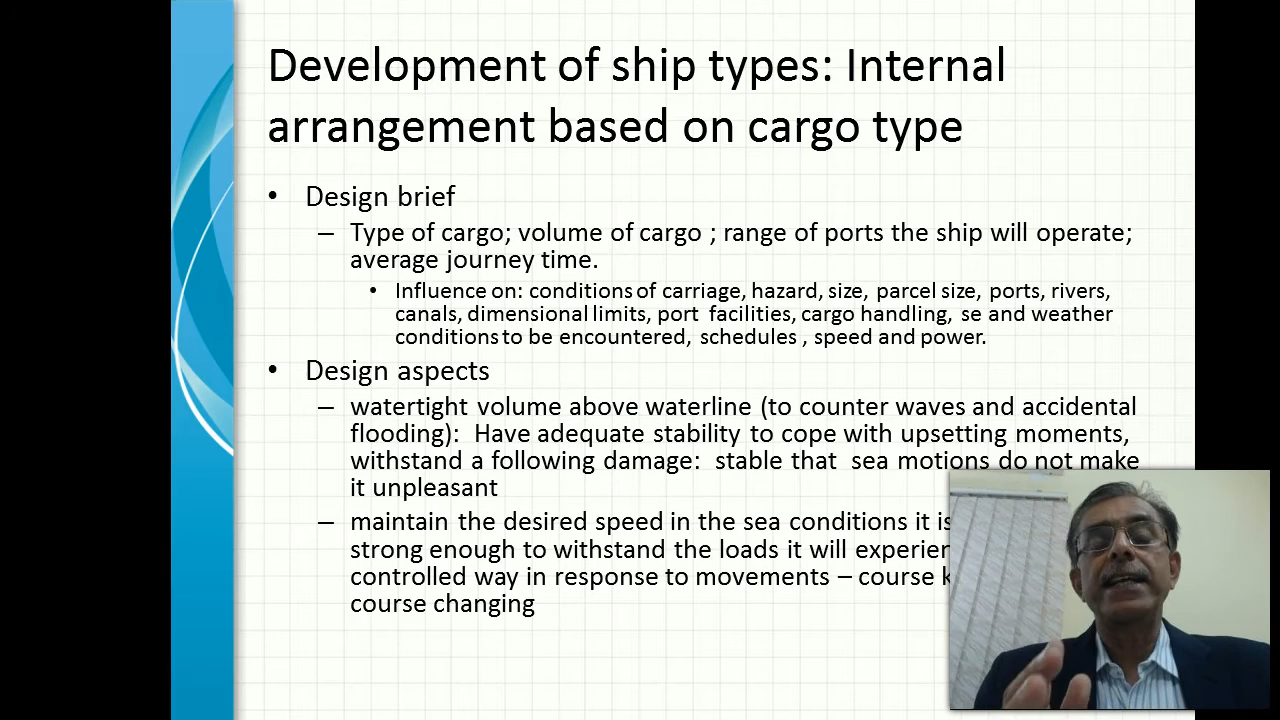 Development of ship types: Internal
arrangement based on cargo type
• Design brief
– Type of cargo; volume of cargo ; range of ports the ship will operate;
average journey time.
• Influence on: conditions of carriage, hazard, size, parcel size, ports, rivers,
canals, dimensional limits, port facilities, cargo handling, se and weather
conditions to be encountered, schedules , speed and power.
• Design aspects
– watertight volume above waterline (to counter waves and accidental
flooding): Have adequate stability to cope with upsetting moments,
withstand a following damage: stable that sea motions do not make
it unpleasant
– maintain the desired speed in the sea conditions it is
strong enough to withstand the loads it will
controlled way in response to movements – course
course changing